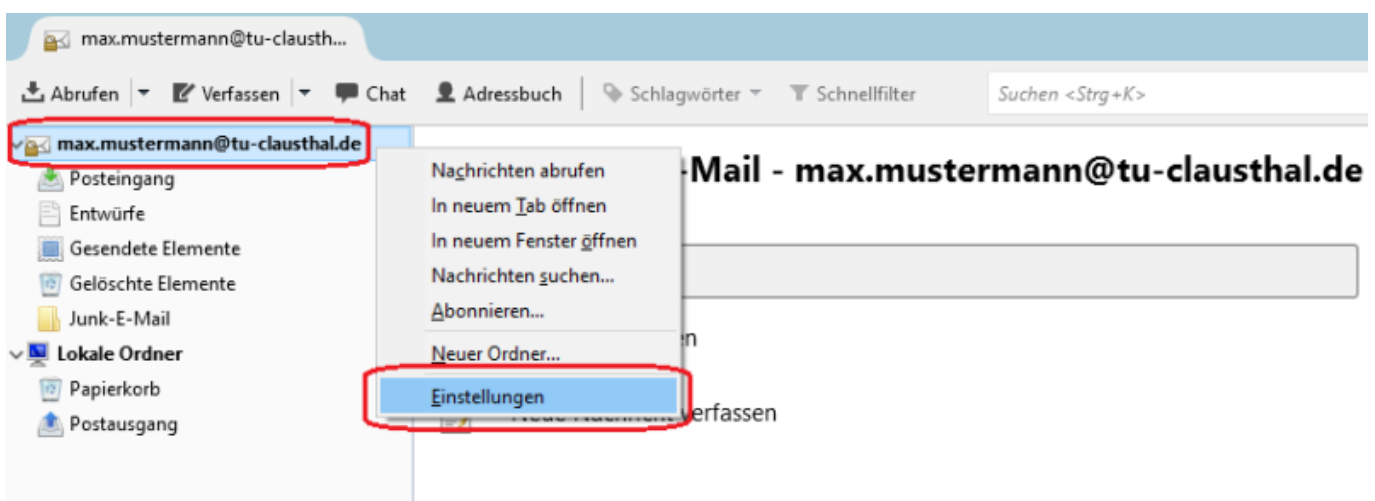 max.mustermann@tu-clausth...
Abrufen Verfassen Chat Adressbuch Schlagwörter Schnellfilter Suchen <Strg+K>
max.mustermann@tu-clausthal.de
Posteingang
Entwürfe
Gesendete Elemente
Gelöschte Elemente
Junk-E-Mail
Lokale Ordner
Papierkorb
Postausgang
Nachrichten abrufen
In neuem Tab öffnen
In neuem Fenster öffnen
Nachrichten suchen...
Abonnieren...
Neuer Ordner...
Einstellungen
-Mail - max.mustermann@tu-clausthal.de
verfassen